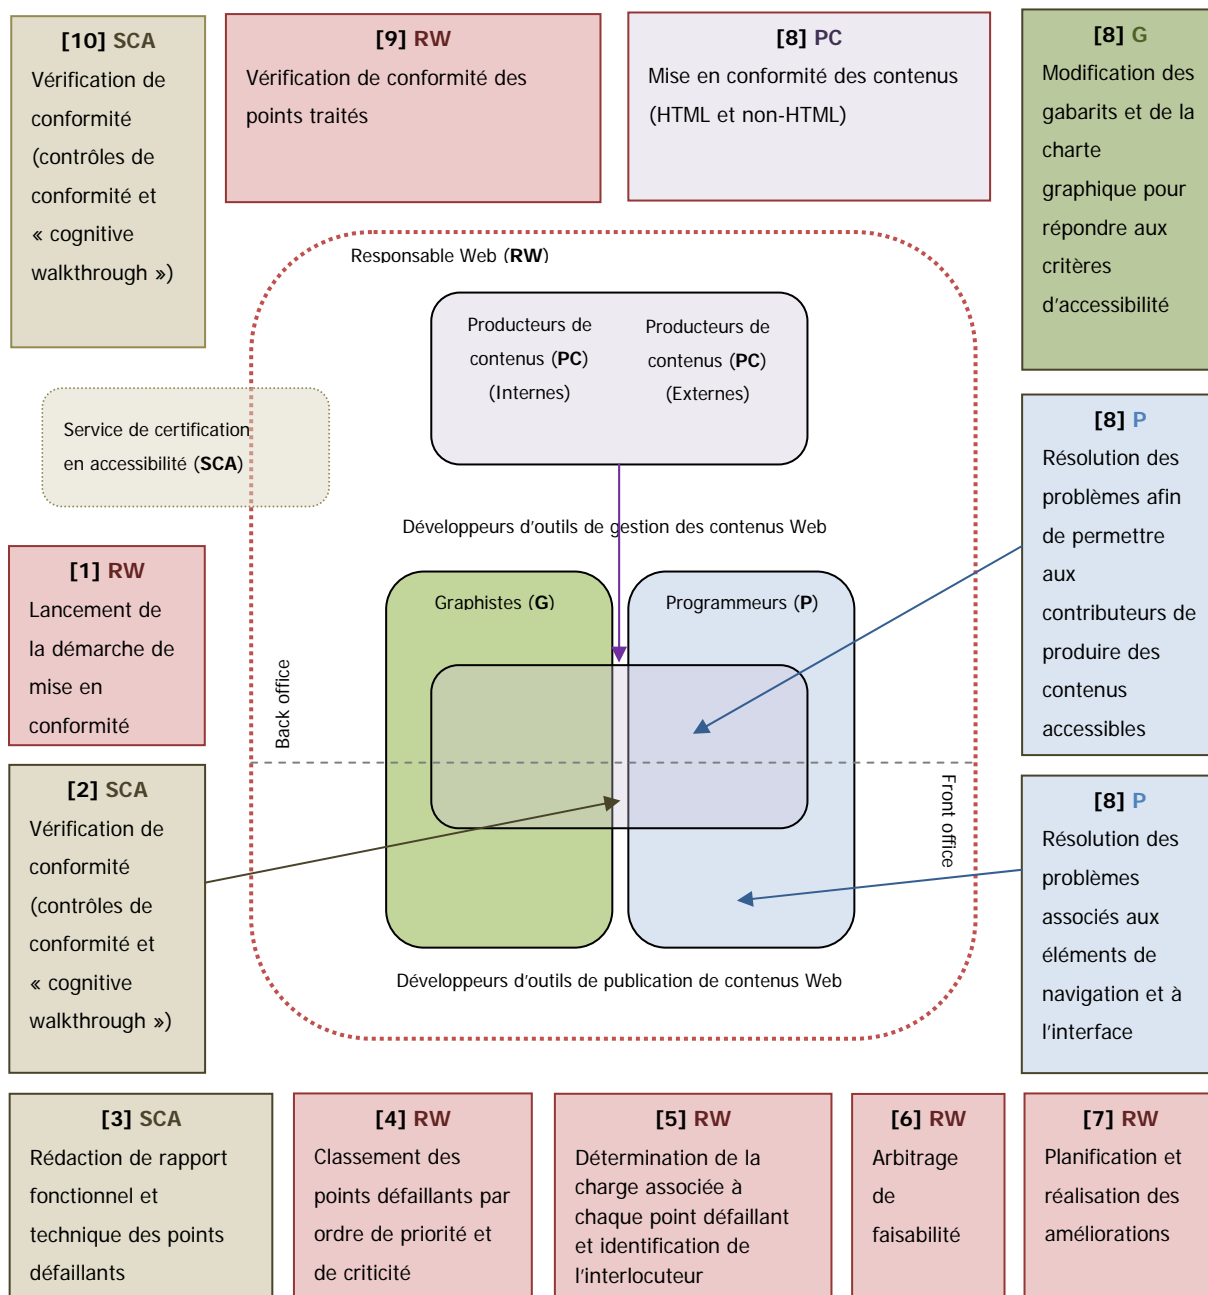 [10] SCA
Vérification de
conformité
(contrôles de
conformité et
« cognitive
walkthrough »)
[9] RW
Vérification de conformité des
points traités
[8] PC
Mise en conformité des contenus
(HTML et non-HTML)
[8] G
Modification des
gabarits et de la
charte
graphique pour
répondre aux
critères
d'accessibilité
Responsable Web (RW)
Producteurs de
contenus (PC)
(Internes)
Producteurs de
contenus (PC)
(Externes)
Service de certification
en accessibilité (SCA)
Développeurs d'outils de gestion des contenus Web
[8] P
Résolution des
problèmes afin
de permettre
aux
contributeurs de
produire des
contenus
accessibles
[1] RW
Lancement de
la démarche de
mise en
conformité
Graphistes (G)
Programmeurs (P)
Back office
Front office
[2] SCA
Vérification de
conformité
(contrôles de
conformité et
« cognitive
walkthrough »)
[8] P
Résolution des
problèmes
associés aux
éléments de
navigation et à
l'interface
Développeurs d'outils de publication de contenus Web
[3] SCA
Rédaction de rapport
fonctionnel et
technique des points
défaillants
[4] RW
Classement des
points défaillants par
ordre de priorité et
de criticité
[5] RW
Détermination de la
charge associée à
chaque point défaillant
et identification de
l'interlocuteur
[6] RW
Arbitrage
de
faisabilité
[7] RW
Planification et
réalisation des
améliorations